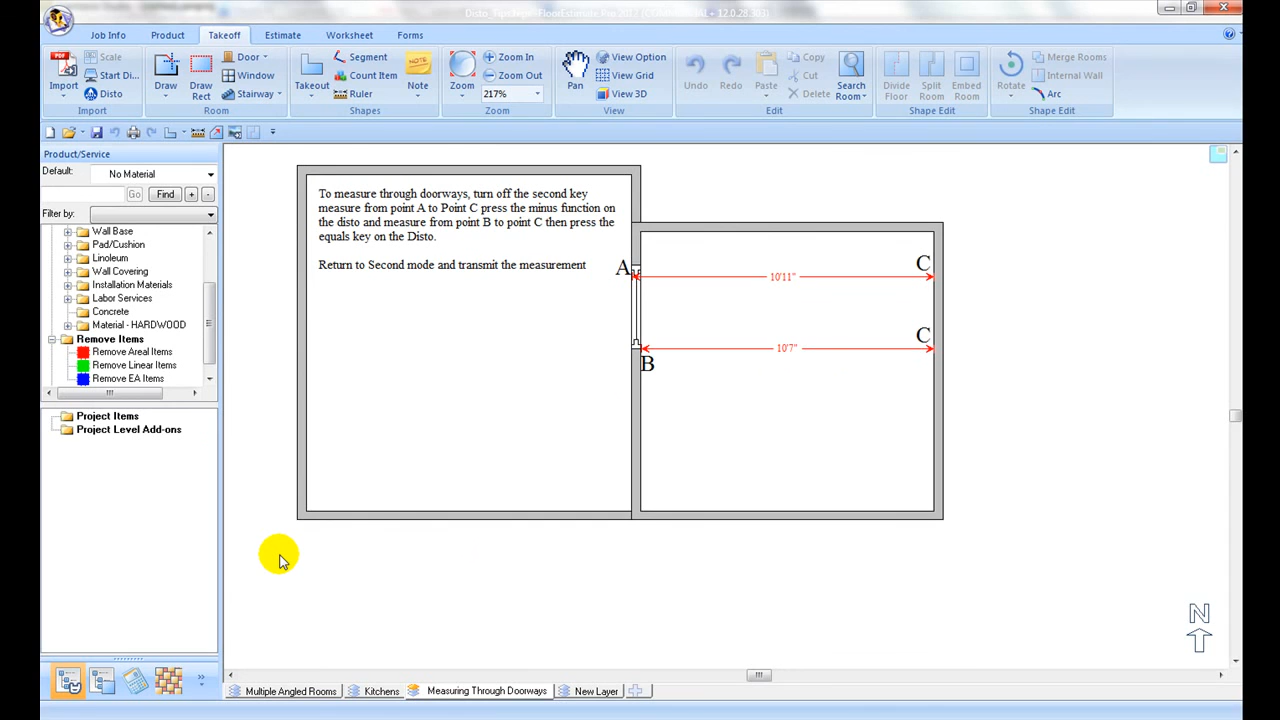 Job Info Product Takeoff Estimate Worksheet Forms
Import Scale Start Di... Disto Draw Draw Rect Door Window Stairway Takeoff Segment Count Item Ruler Note Zoom Zoom In Zoom Out 217% Pan View Option View Grid View 3D Undo Redo Paste Copy Cut Delete Search Room Divide Floor Split Room Embed Room Rotate Merge Rooms Internal Wall Arc
Import Room Shapes Zoom View Edit Shape Edit Shape Edit
Product/Service
Default: No Material
Go Find + -
Filter by:
Wall Base
Pad/Cushion
Linoleum
Wall Covering
Installation Materials
Labor Services
Concrete
Material - HARDWOOD
Remove Items
Remove Areal Items
Remove Linear Items
Remove EA Items
Project Items
Project Level Add-ons
To measure through doorways, turn off the second key
measure from point A to Point C press the minus function on
the disto and measure from point B to point C then press the
equals key on the Disto.
Return to Second mode and transmit the measurement
A
C
10'11"
C
10'7"
B
N
Multiple Angled Rooms Kitchens Measuring Through Doorways New Layer